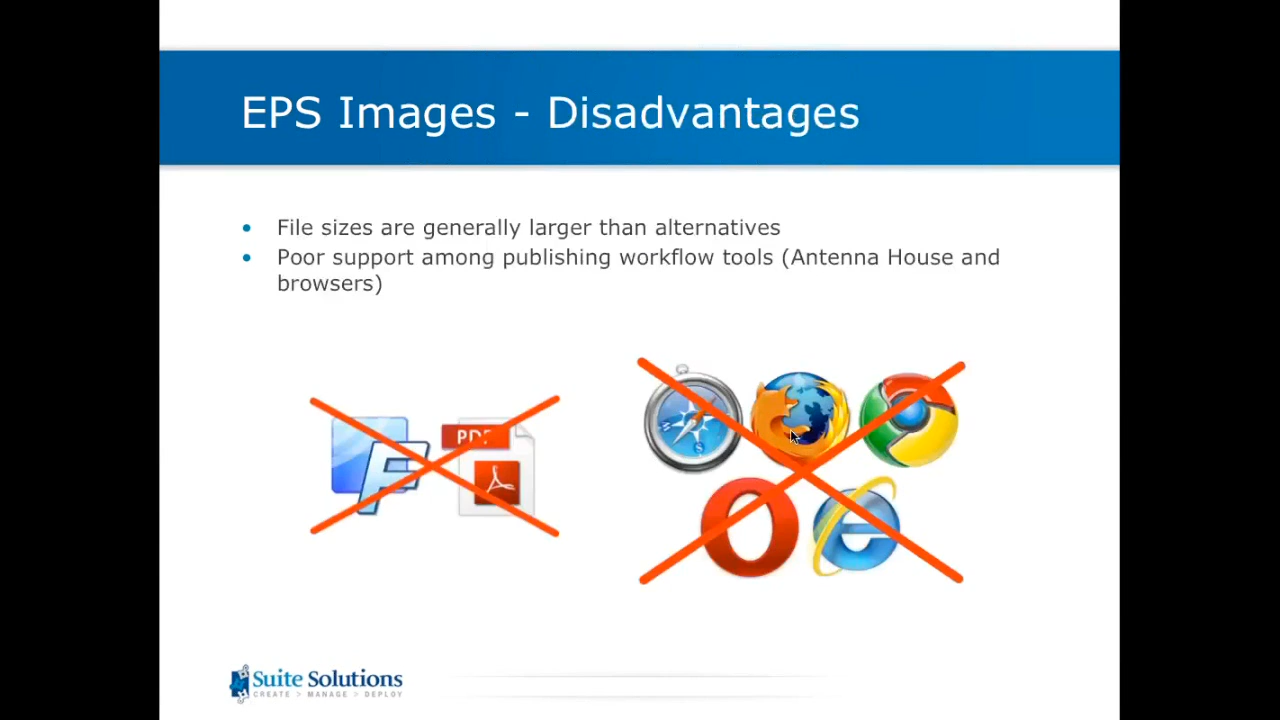 EPS Images - Disadvantages
• File sizes are generally larger than alternatives
• Poor support among publishing workflow tools (Antenna House and
browsers)
PDF
Suite Solutions
CREATE > MANAGE > DEPLOY